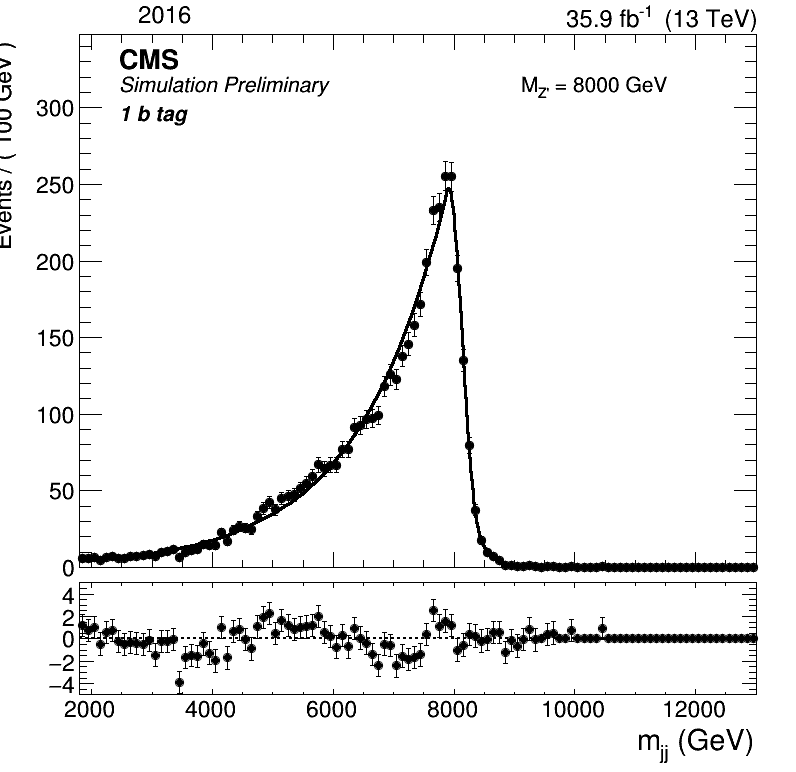 2016
35.9 fb⁻¹ (13 TeV)
CMS
Simulation Preliminary
M_Z' = 8000 GeV
1 b tag
Events / ( 100 GeV )
300
250
200
150
100
50
0
4
2
0
−2
−4
2000 4000 6000 8000 10000 12000
m_jj (GeV)